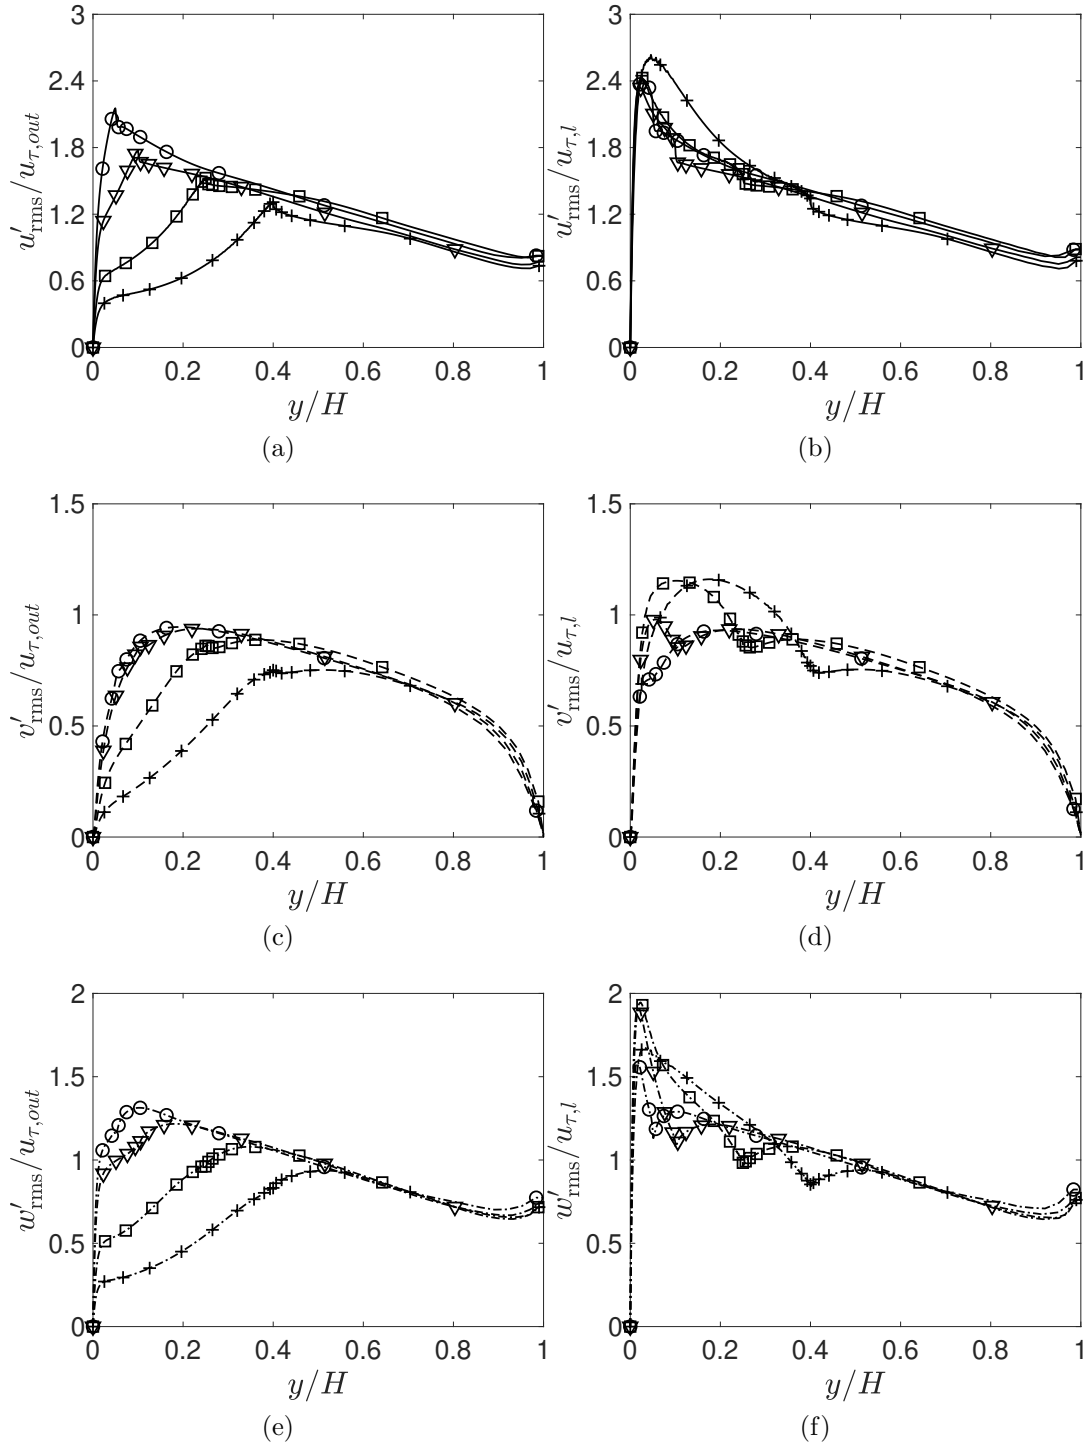 3
2.4
1.8
1.2
0.6
0
u′rms/uτ,out
0 0.2 0.4 0.6 0.8 1
y/H
(a)
3
2.4
1.8
1.2
0.6
0
u′rms/uτ,l
0 0.2 0.4 0.6 0.8 1
y/H
(b)
1.5
1
0.5
0
v′rms/uτ,out
0 0.2 0.4 0.6 0.8 1
y/H
(c)
1.5
1
0.5
0
v′rms/uτ,l
0 0.2 0.4 0.6 0.8 1
y/H
(d)
2
1.5
1
0.5
0
w′rms/uτ,out
0 0.2 0.4 0.6 0.8 1
y/H
(e)
2
1.5
1
0.5
0
w′rms/uτ,l
0 0.2 0.4 0.6 0.8 1
y/H
(f)